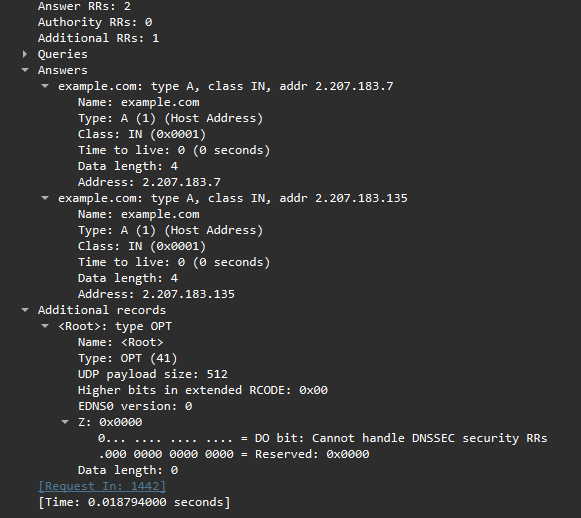 Answer RRs: 2
Authority RRs: 0
Additional RRs: 1
Queries
Answers
example.com: type A, class IN, addr 2.207.183.7
Name: example.com
Type: A (1) (Host Address)
Class: IN (0x0001)
Time to live: 0 (0 seconds)
Data length: 4
Address: 2.207.183.7
example.com: type A, class IN, addr 2.207.183.135
Name: example.com
Type: A (1) (Host Address)
Class: IN (0x0001)
Time to live: 0 (0 seconds)
Data length: 4
Address: 2.207.183.135
Additional records
<Root>: type OPT
Name: <Root>
Type: OPT (41)
UDP payload size: 512
Higher bits in extended RCODE: 0x00
EDNS0 version: 0
Z: 0x0000
0... .... .... .... = DO bit: Cannot handle DNSSEC security RRs
.000 0000 0000 0000 = Reserved: 0x0000
Data length: 0
[Request In: 1442]
[Time: 0.018794000 seconds]